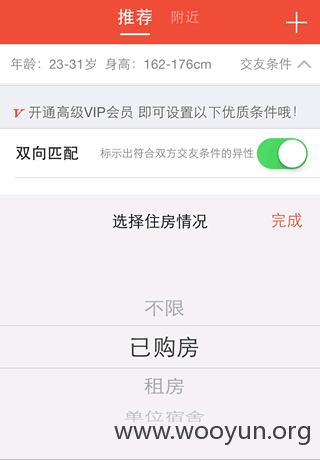 推荐 附近
年龄：23-31岁 身高：162-176cm 交友条件
V 开通高级VIP会员 即可设置以下优质条件哦！
双向匹配 标示出符合双方交友条件的异性
选择住房情况 完成
不限
已购房
租房
单位宿舍
www.wooyun.org